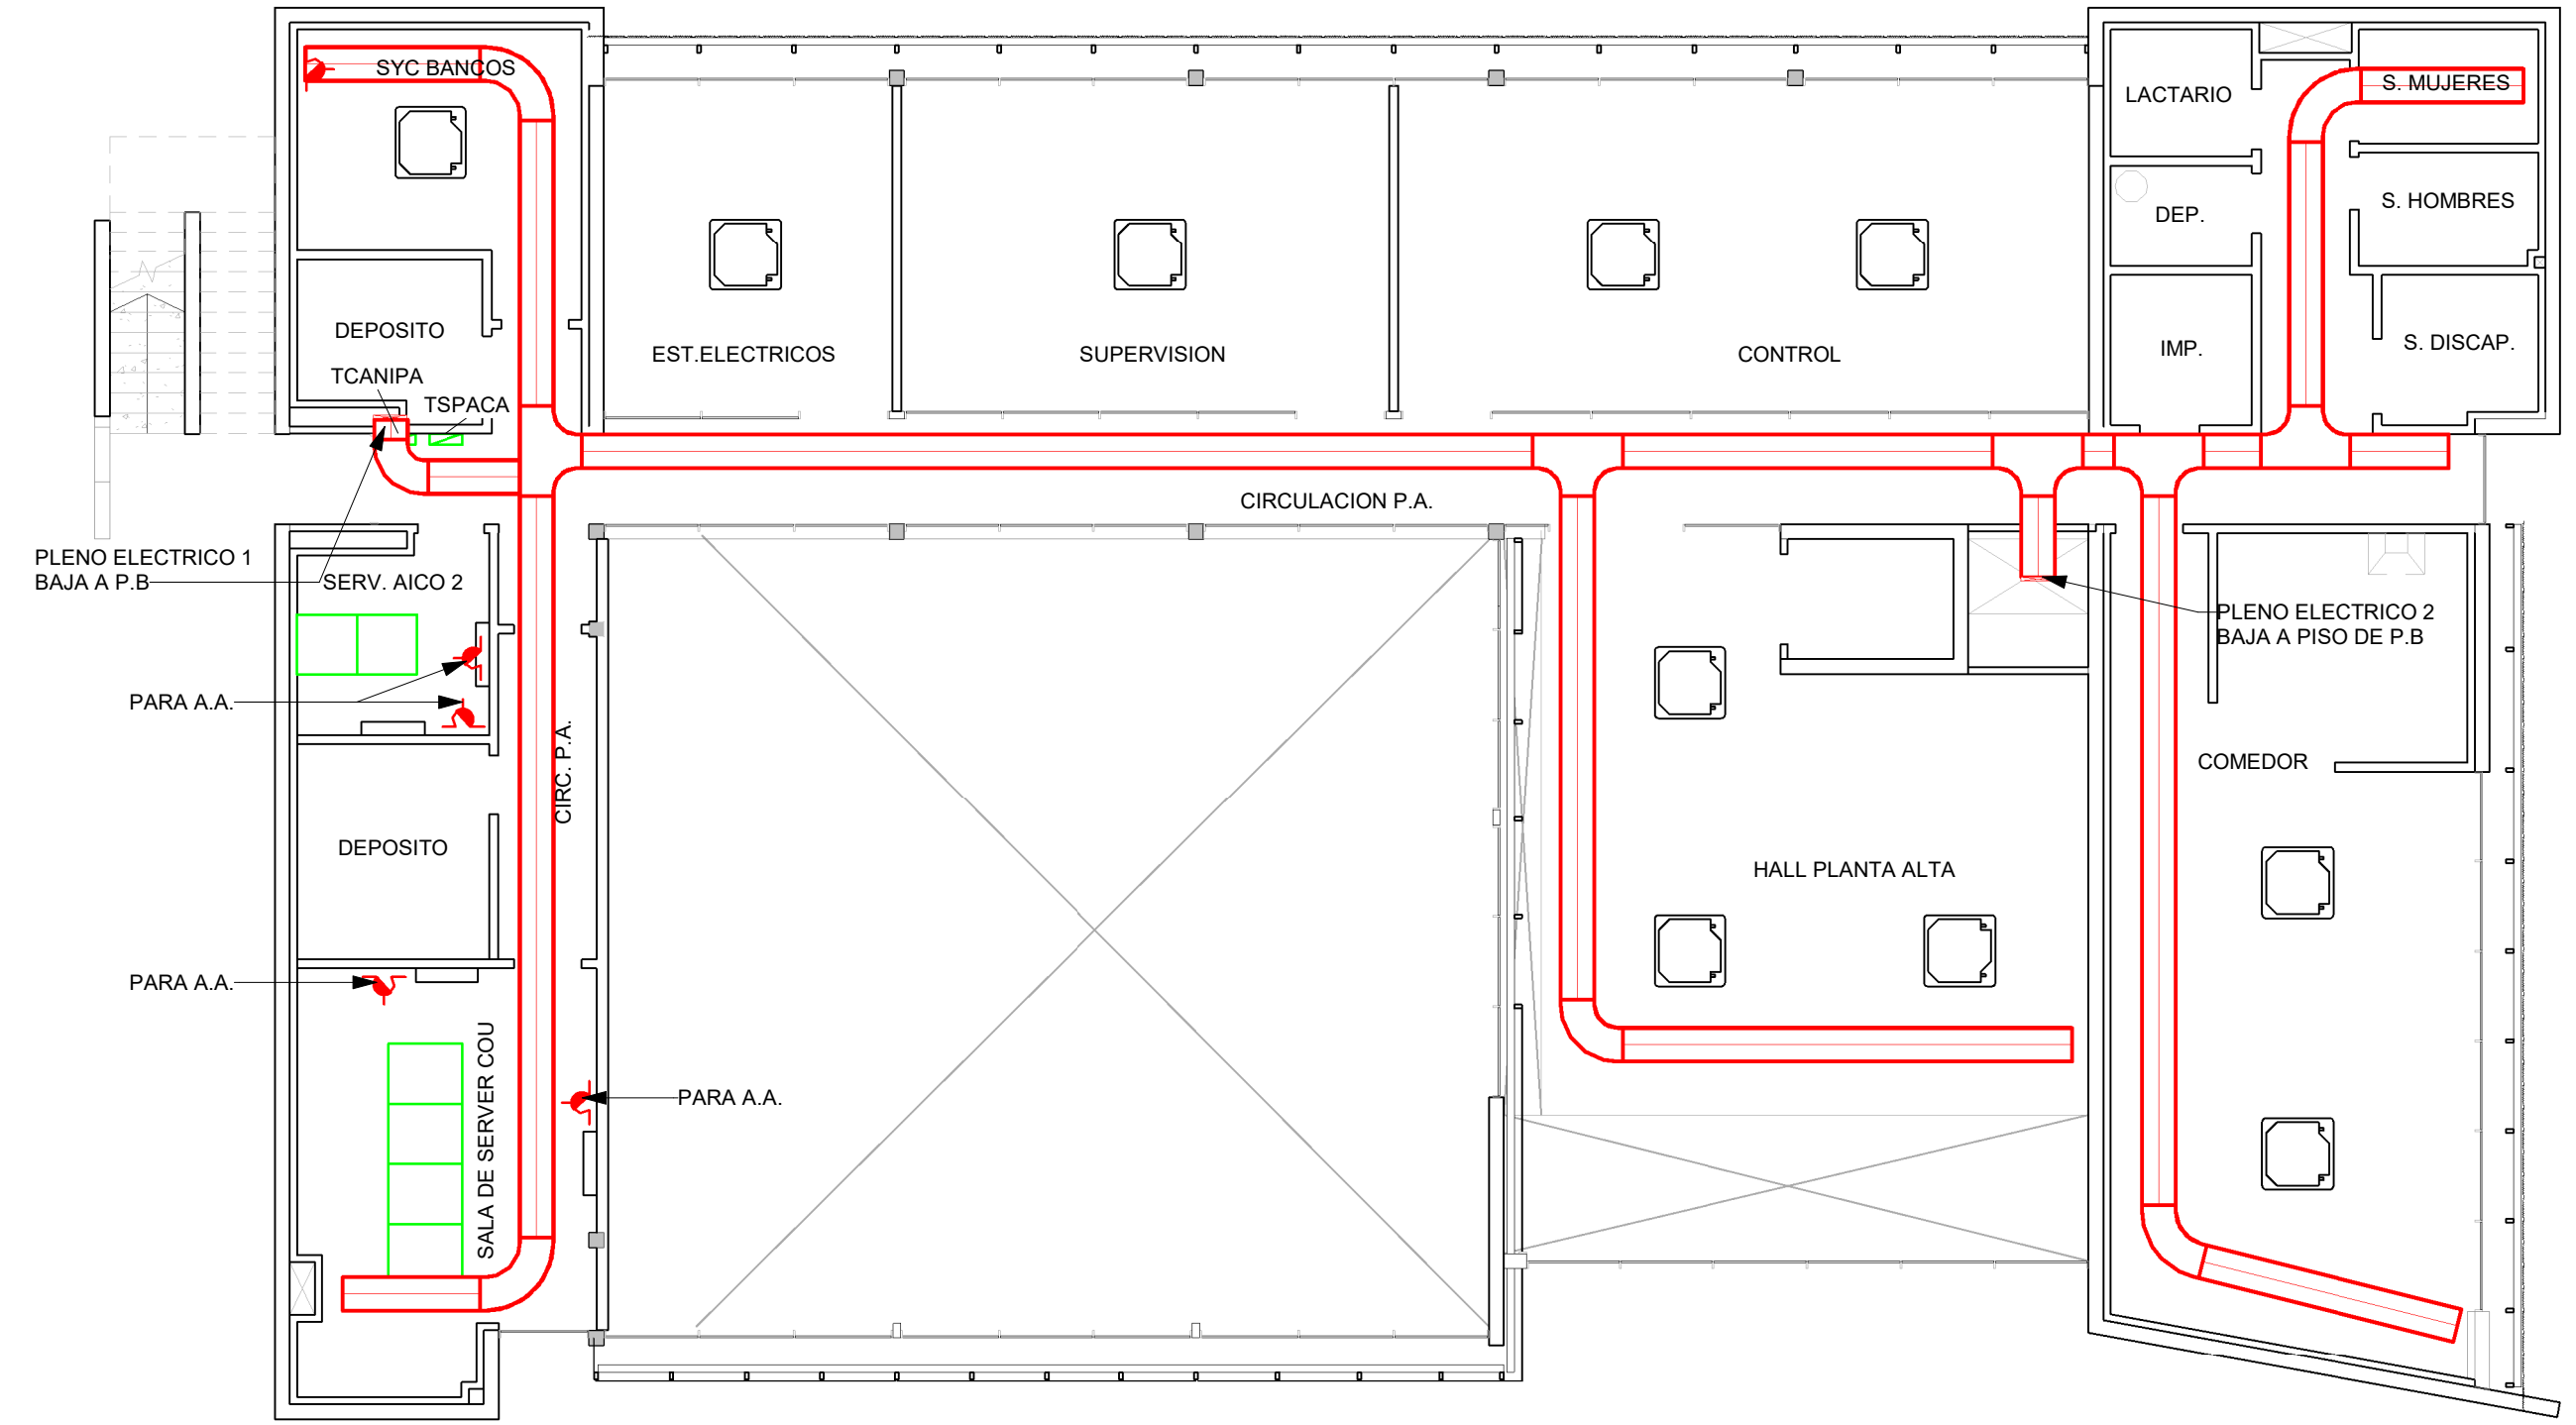 SYC BANCOS
S. MUJERES
LACTARIO
S. HOMBRES
DEP.
DEPOSITO
EST.ELECTRICOS
SUPERVISION
CONTROL
IMP.
S. DISCAP.
TCANIPA
TSPACA
CIRCULACION P.A.
PLENO ELECTRICO 1
BAJA A P.B
SERV. AICO 2
PLENO ELECTRICO 2
BAJA A PISO DE P.B
PARA A.A.
CIRC. P.A.
COMEDOR
DEPOSITO
HALL PLANTA ALTA
PARA A.A.
SALA DE SERVER COU
PARA A.A.